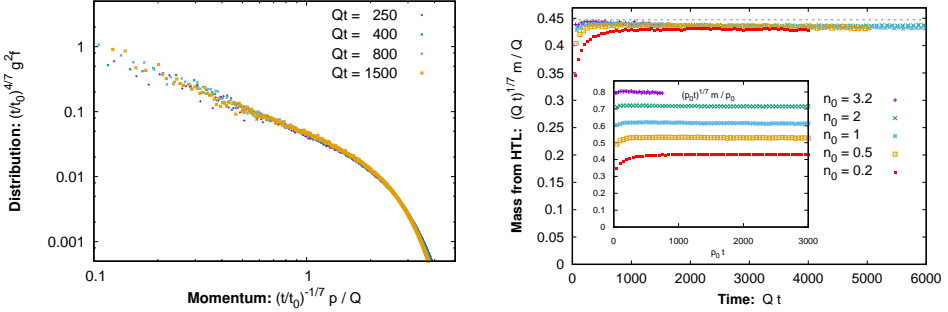 Distribution: (t/t₀)^4/7 g²f
1
0.1
0.01
0.001
Qt = 250
Qt = 400
Qt = 800
Qt = 1500
0.1
1
Momentum: (t/t₀)^-1/7 p / Q
Mass from HTL: (Q t)^1/7 m / Q
0.45
0.4
0.35
0.3
0.25
0.2
0.15
0.1
0.05
0
(p₀t)^1/7 m / p₀
0.8
0.7
0.6
0.5
0.4
0.3
0.2
0.1
0
0
1000
2000
3000
p₀ t
n₀ = 3.2
n₀ = 2
n₀ = 1
n₀ = 0.5
n₀ = 0.2
0
1000
2000
3000
4000
5000
6000
Time: Q t